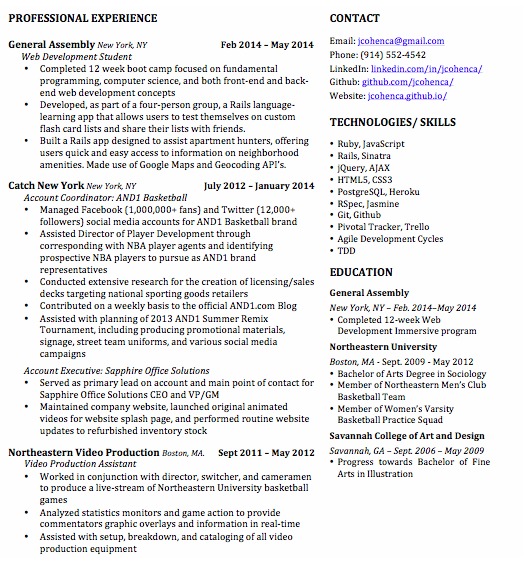 PROFESSIONAL EXPERIENCE
General Assembly New York, NY Feb 2014 – May 2014
Web Development Student
• Completed 12 week boot camp focused on fundamental
programming, computer science, and both front-end and back-
end web development concepts
• Developed, as part of a four-person group, a Rails language-
learning app that allows users to test themselves on custom
flash card lists and share their lists with friends.
• Built a Rails app designed to assist apartment hunters, offering
users quick and easy access to information on neighborhood
amenities. Made use of Google Maps and Geocoding API's.
Catch New York New York, NY July 2012 – January 2014
Account Coordinator: AND1 Basketball
• Managed Facebook (1,000,000+ fans) and Twitter (12,000+
followers) social media accounts for AND1 Basketball brand
• Assisted Director of Player Development through
corresponding with NBA player agents and identifying
prospective NBA players to pursue as AND1 brand
representatives
• Conducted extensive research for the creation of licensing/sales
decks targeting national sporting goods retailers
• Contributed on a weekly basis to the official AND1.com Blog
• Assisted with planning of 2013 AND1 Summer Remix
Tournament, including producing promotional materials,
signage, street team uniforms, and various social media
campaigns
Account Executive: Sapphire Office Solutions
• Served as primary lead on account and main point of contact for
Sapphire Office Solutions CEO and VP/GM
• Maintained company website, launched original animated
videos for website splash page, and performed routine website
updates to refurbished inventory stock
Northeastern Video Production Boston, MA. Sept 2011 – May 2012
Video Production Assistant
• Worked in conjunction with director, switcher, and cameramen
to produce a live-stream of Northeastern University basketball
games
• Analyzed statistics monitors and game action to provide
commentators graphic overlays and information in real-time
• Assisted with setup, breakdown, and cataloging of all video
production equipment
CONTACT
Email: jcohenca@gmail.com
Phone: (914) 552-4542
LinkedIn: linkedin.com/in/jcohenca/
Github: github.com/jcohenca/
Website: jcohenca.github.io/
TECHNOLOGIES/ SKILLS
• Ruby, JavaScript
• Rails, Sinatra
• jQuery, AJAX
• HTML5, CSS3
• PostgreSQL, Heroku
• RSpec, Jasmine
• Git, Github
• Pivotal Tracker, Trello
• Agile Development Cycles
• TDD
EDUCATION
General Assembly
New York, NY – Feb. 2014–May 2014
• Completed 12-week Web
Development Immersive program
Northeastern University
Boston, MA - Sept. 2009 - May 2012
• Bachelor of Arts Degree in Sociology
• Member of Northeastern Men's Club
Basketball Team
• Member of Women's Varsity
Basketball Practice Squad
Savannah College of Art and Design
Savannah, GA – Sept. 2006 – May 2009
• Progress towards Bachelor of Fine
Arts in Illustration